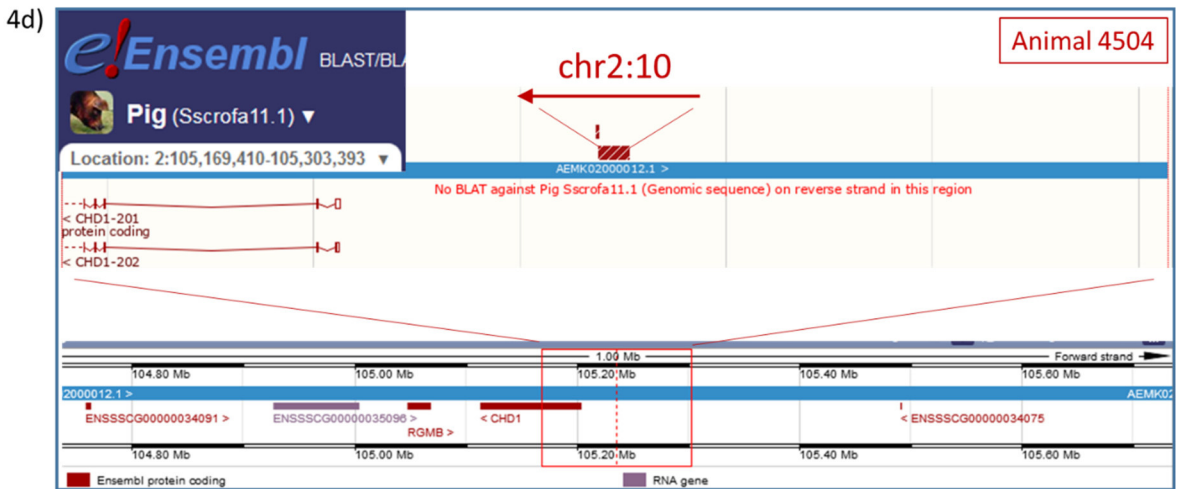 4d)
e!Ensembl BLAST/BLA
Animal 4504
Pig (Sscrofa11.1) ▼
chr2:10
Location: 2:105,169,410-105,303,393 ▼
AEMK02000012.1 >
No BLAT against Pig Sscrofa11.1 (Genomic sequence) on reverse strand in this region
< CHD1-201
protein coding
< CHD1-202
1.00 Mb Forward strand
104.80 Mb 105.00 Mb 105.20 Mb 105.40 Mb 105.60 Mb
2000012.1 > AEMK02
ENSSSCG00000034091 > ENSSSCG00000035096 > < CHD1 < ENSSSCG00000034075
RGMB >
104.80 Mb 105.00 Mb 105.20 Mb 105.40 Mb 105.60 Mb
Ensembl protein coding RNA gene